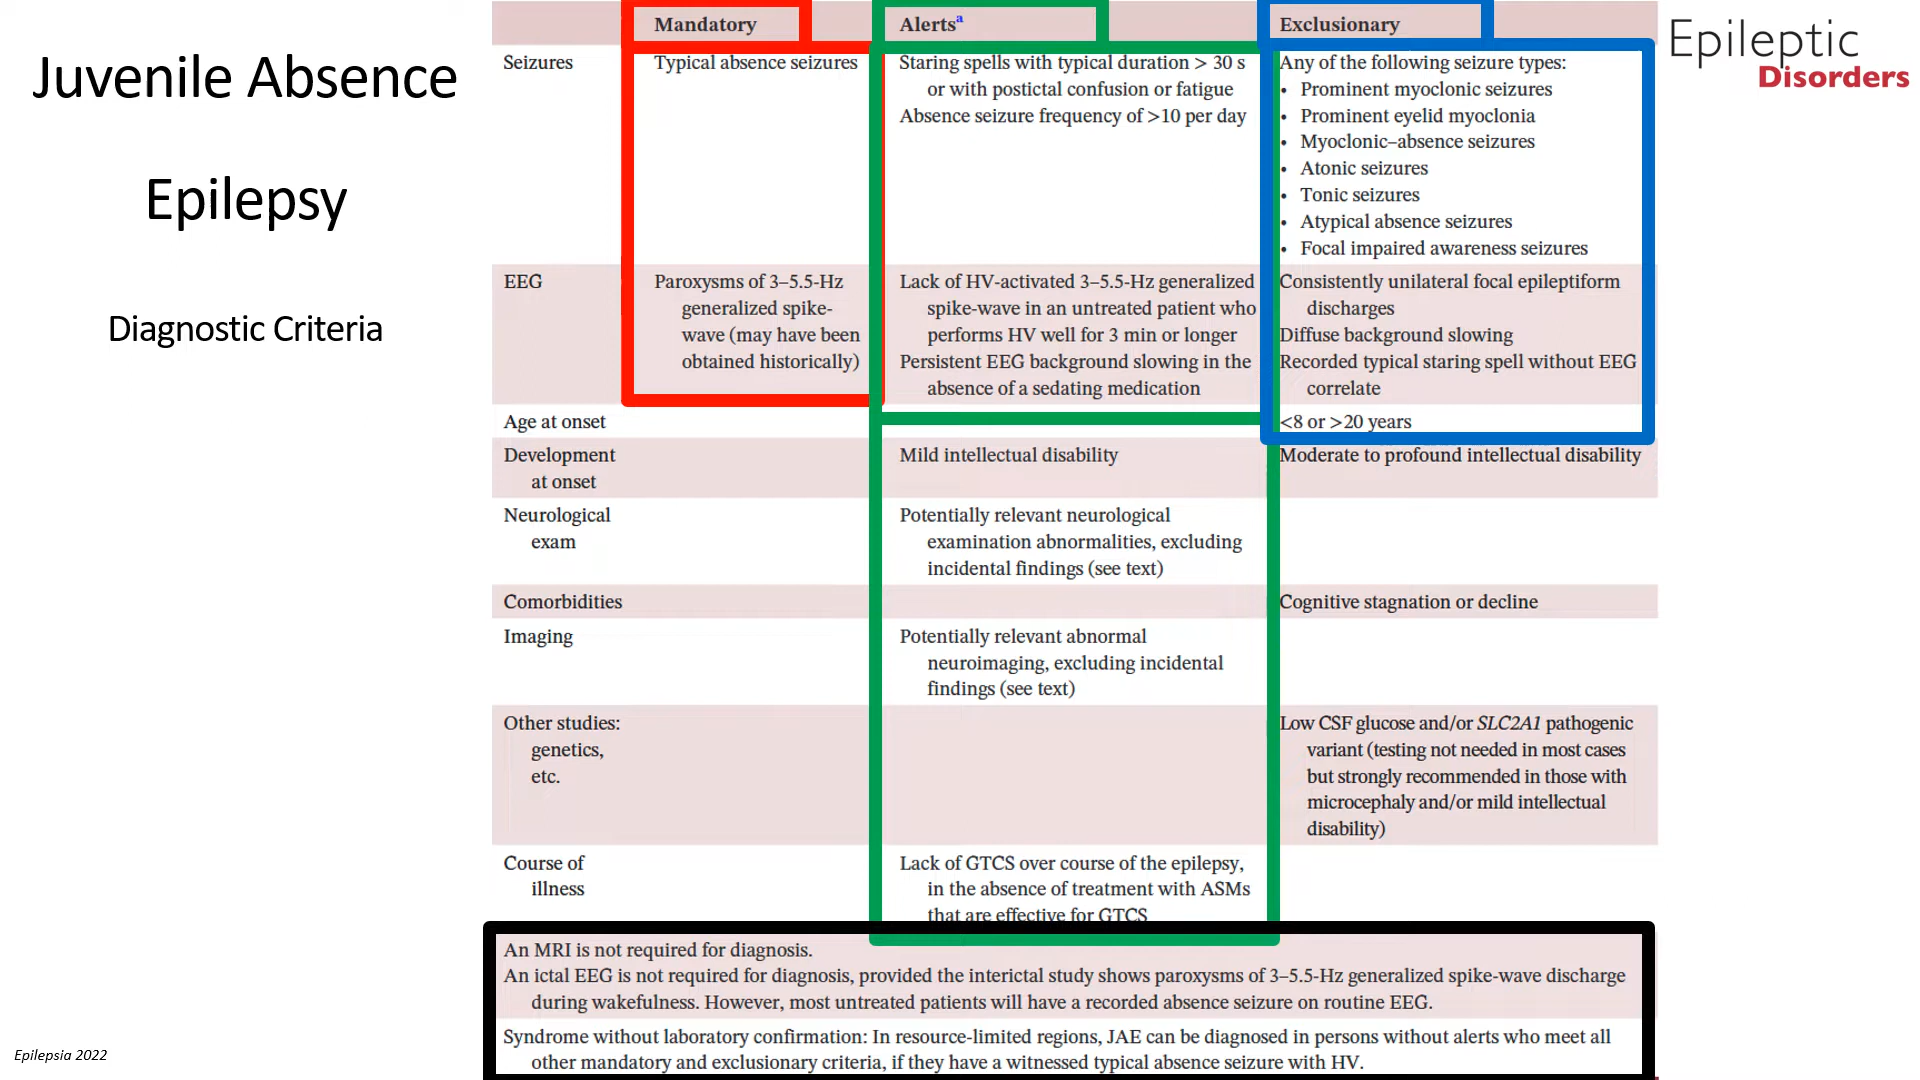 Juvenile Absence
Epilepsy
Diagnostic Criteria
Epilepsia 2022
Epileptic
Disorders
Mandatory
Alertsa
Exclusionary
Seizures
Typical absence seizures
Staring spells with typical duration > 30 s
or with postictal confusion or fatigue
Absence seizure frequency of >10 per day
Any of the following seizure types:
• Prominent myoclonic seizures
• Prominent eyelid myoclonia
• Myoclonic–absence seizures
• Atonic seizures
• Tonic seizures
• Atypical absence seizures
• Focal impaired awareness seizures
EEG
Paroxysms of 3–5.5-Hz
generalized spike-
wave (may have been
obtained historically)
Lack of HV-activated 3–5.5-Hz generalized
spike-wave in an untreated patient who
performs HV well for 3 min or longer
Persistent EEG background slowing in the
absence of a sedating medication
Consistently unilateral focal epileptiform
discharges
Diffuse background slowing
Recorded typical staring spell without EEG
correlate
Age at onset
<8 or >20 years
Development
at onset
Mild intellectual disability
Moderate to profound intellectual disability
Neurological
exam
Potentially relevant neurological
examination abnormalities, excluding
incidental findings (see text)
Comorbidities
Cognitive stagnation or decline
Imaging
Potentially relevant abnormal
neuroimaging, excluding incidental
findings (see text)
Other studies:
genetics,
etc.
Low CSF glucose and/or SLC2A1 pathogenic
variant (testing not needed in most cases
but strongly recommended in those with
microcephaly and/or mild intellectual
disability)
Course of
illness
Lack of GTCS over course of the epilepsy,
in the absence of treatment with ASMs
that are effective for GTCS
An MRI is not required for diagnosis.
An ictal EEG is not required for diagnosis, provided the interictal study shows paroxysms of 3–5.5-Hz generalized spike-wave discharge
during wakefulness. However, most untreated patients will have a recorded absence seizure on routine EEG.
Syndrome without laboratory confirmation: In resource-limited regions, JAE can be diagnosed in persons without alerts who meet all
other mandatory and exclusionary criteria, if they have a witnessed typical absence seizure with HV.